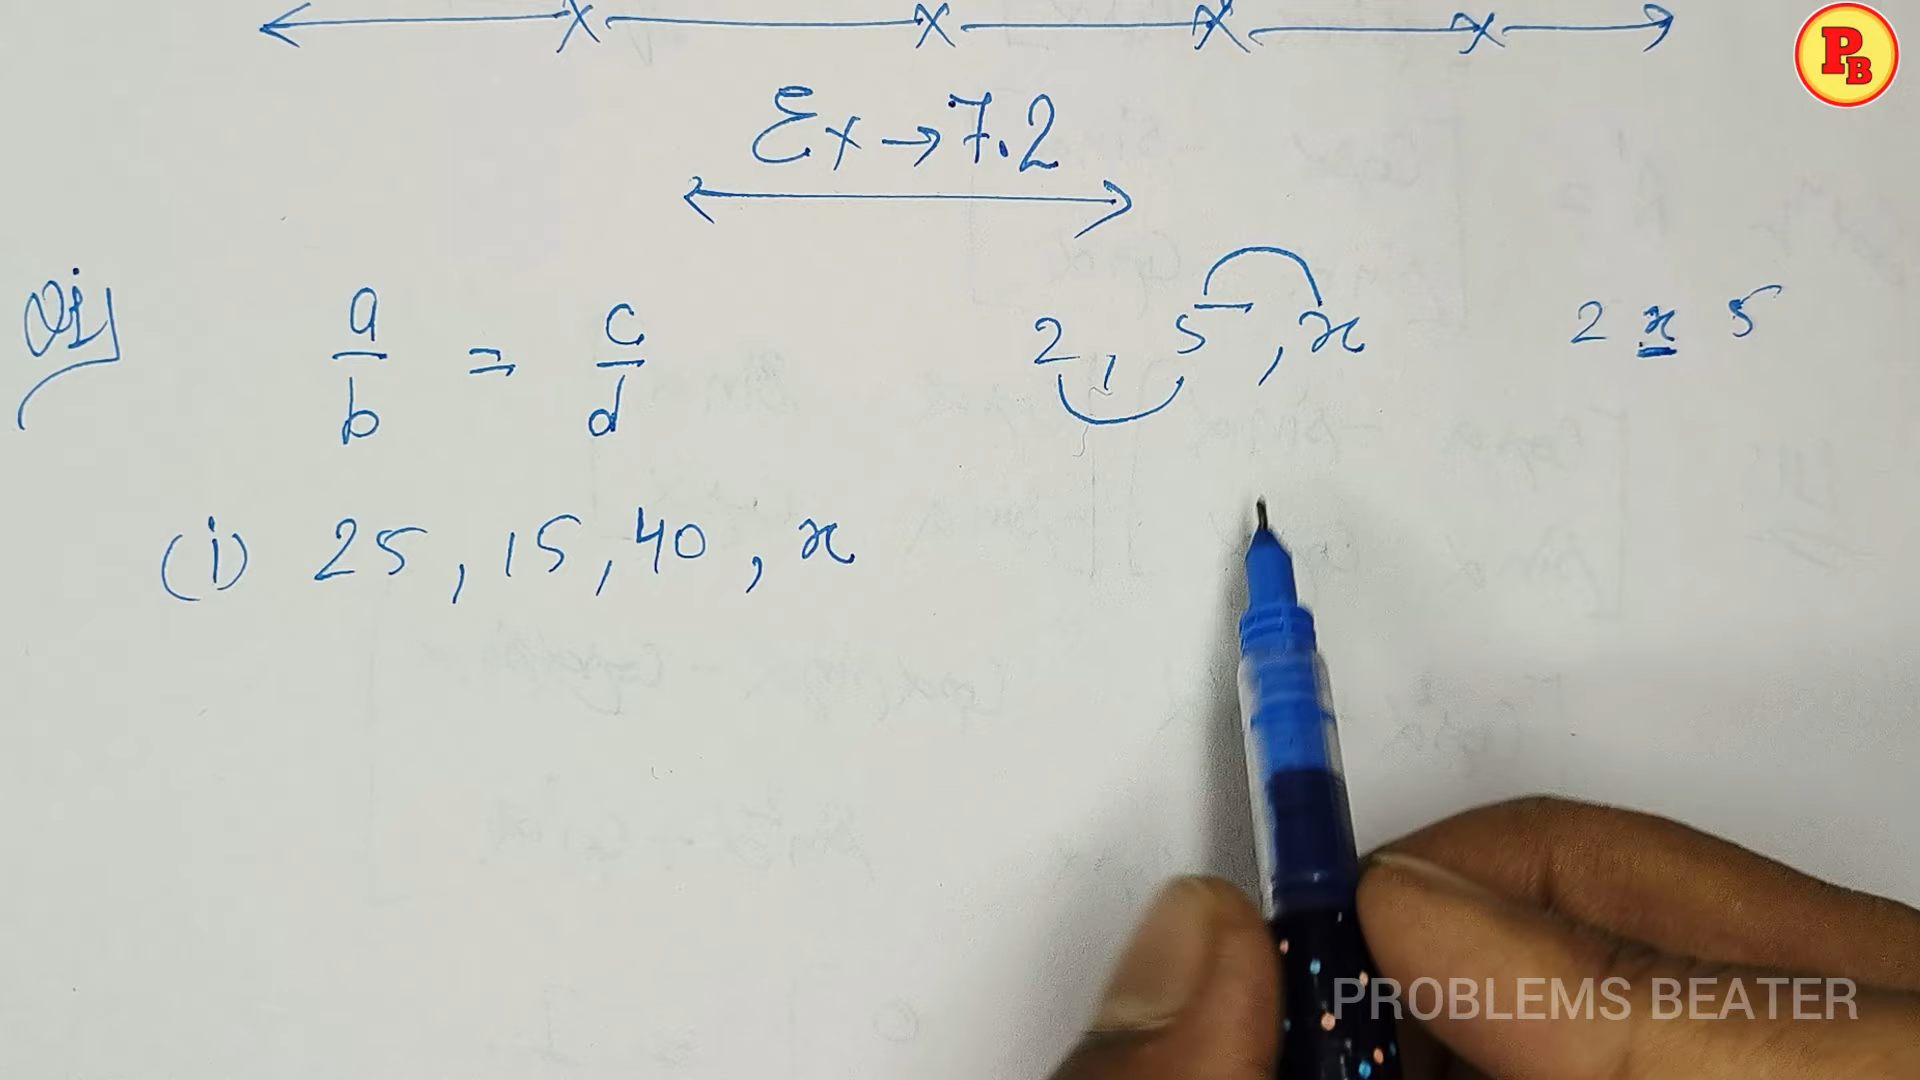 PB
Ex → 7.2
Q1
a/b = c/d
2, 5, x
2 x 5
(i) 25, 15, 40, x
PROBLEMS BEATER